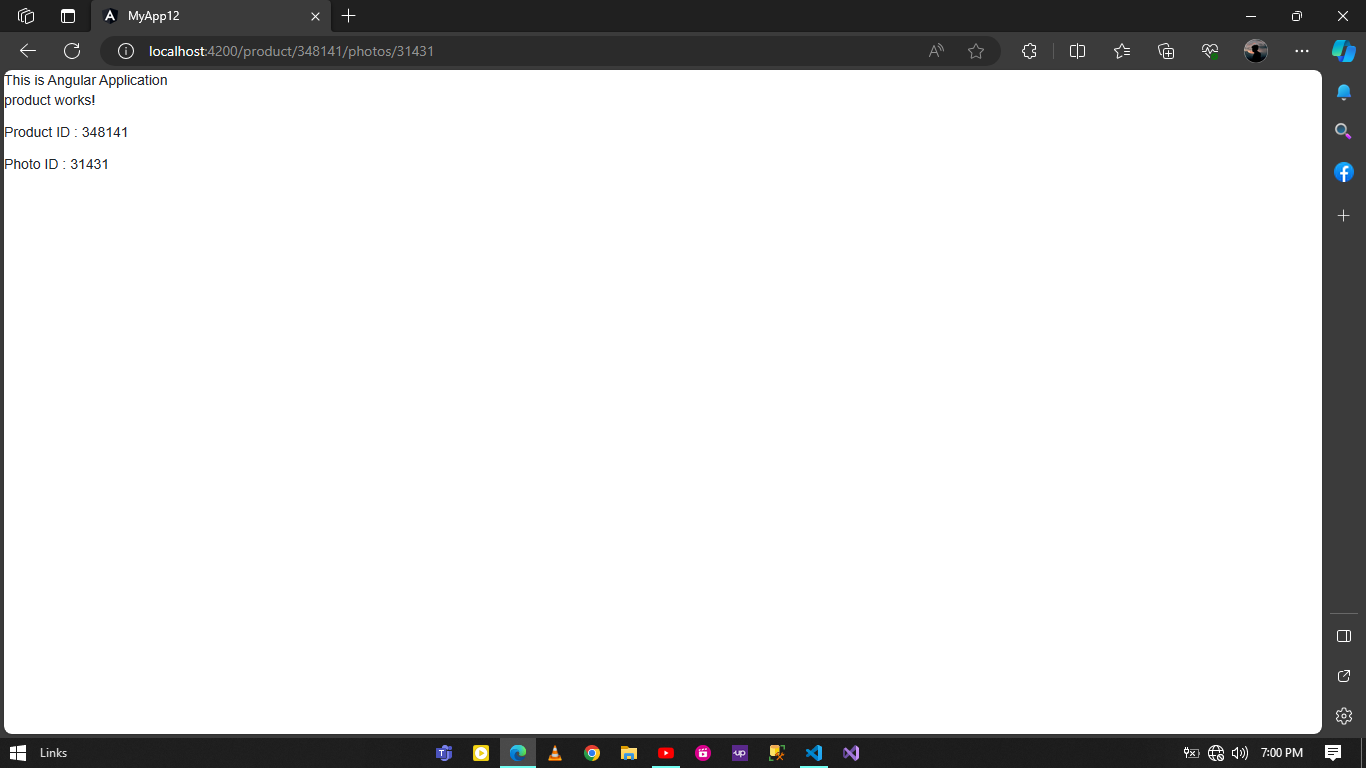 MyApp12
localhost:4200/product/348141/photos/31431
This is Angular Application
product works!
Product ID : 348141
Photo ID : 31431
Links
up
7:00 PM